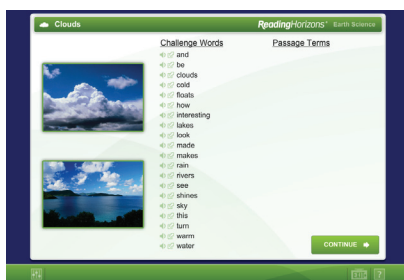 Clouds
ReadingHorizons® Earth Science
Challenge Words
and
be
clouds
cold
floats
how
interesting
lakes
look
made
makes
rain
rivers
see
shines
sky
this
turn
warm
water
Passage Terms
CONTINUE
?